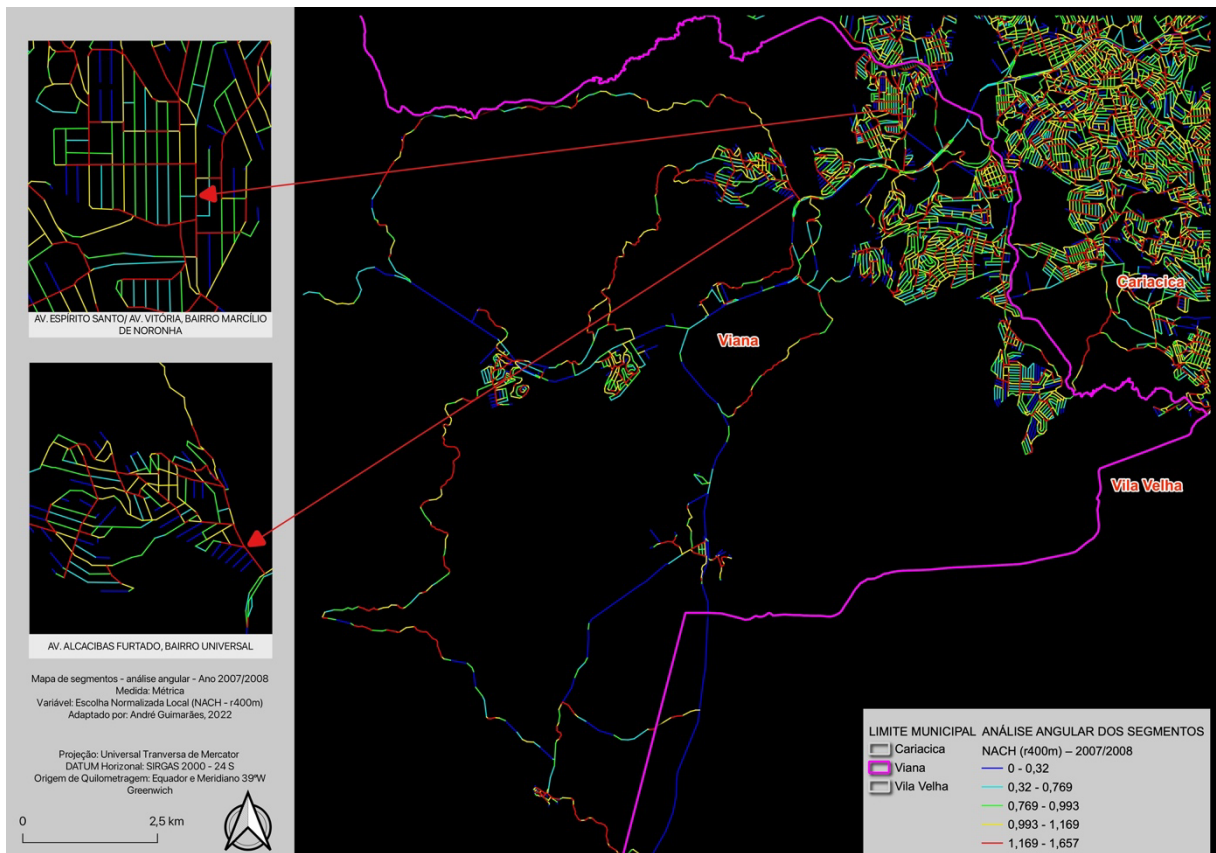 AV. ESPÍRITO SANTO/ AV. VITÓRIA, BAIRRO MARCÍLIO
DE NORONHA
AV. ALCACIBAS FURTADO, BAIRRO UNIVERSAL
Mapa de segmentos - análise angular - Ano 2007/2008
Medida: Métrica
Variável: Escolha Normalizada Local (NACH - r400m)
Adaptado por: André Guimarães, 2022
Projeção: Universal Tranversa de Mercator
DATUM Horizonal: SIRGAS 2000 - 24 S
Origem de Quilometragem: Equador e Meridiano 39ºW
Greenwich
0 2,5 km
Cariacica
Viana
Vila Velha
LIMITE MUNICIPAL
Cariacica
Viana
Vila Velha
ANÁLISE ANGULAR DOS SEGMENTOS
NACH (r400m) – 2007/2008
0 - 0,32
0,32 - 0,769
0,769 - 0,993
0,993 - 1,169
1,169 - 1,657